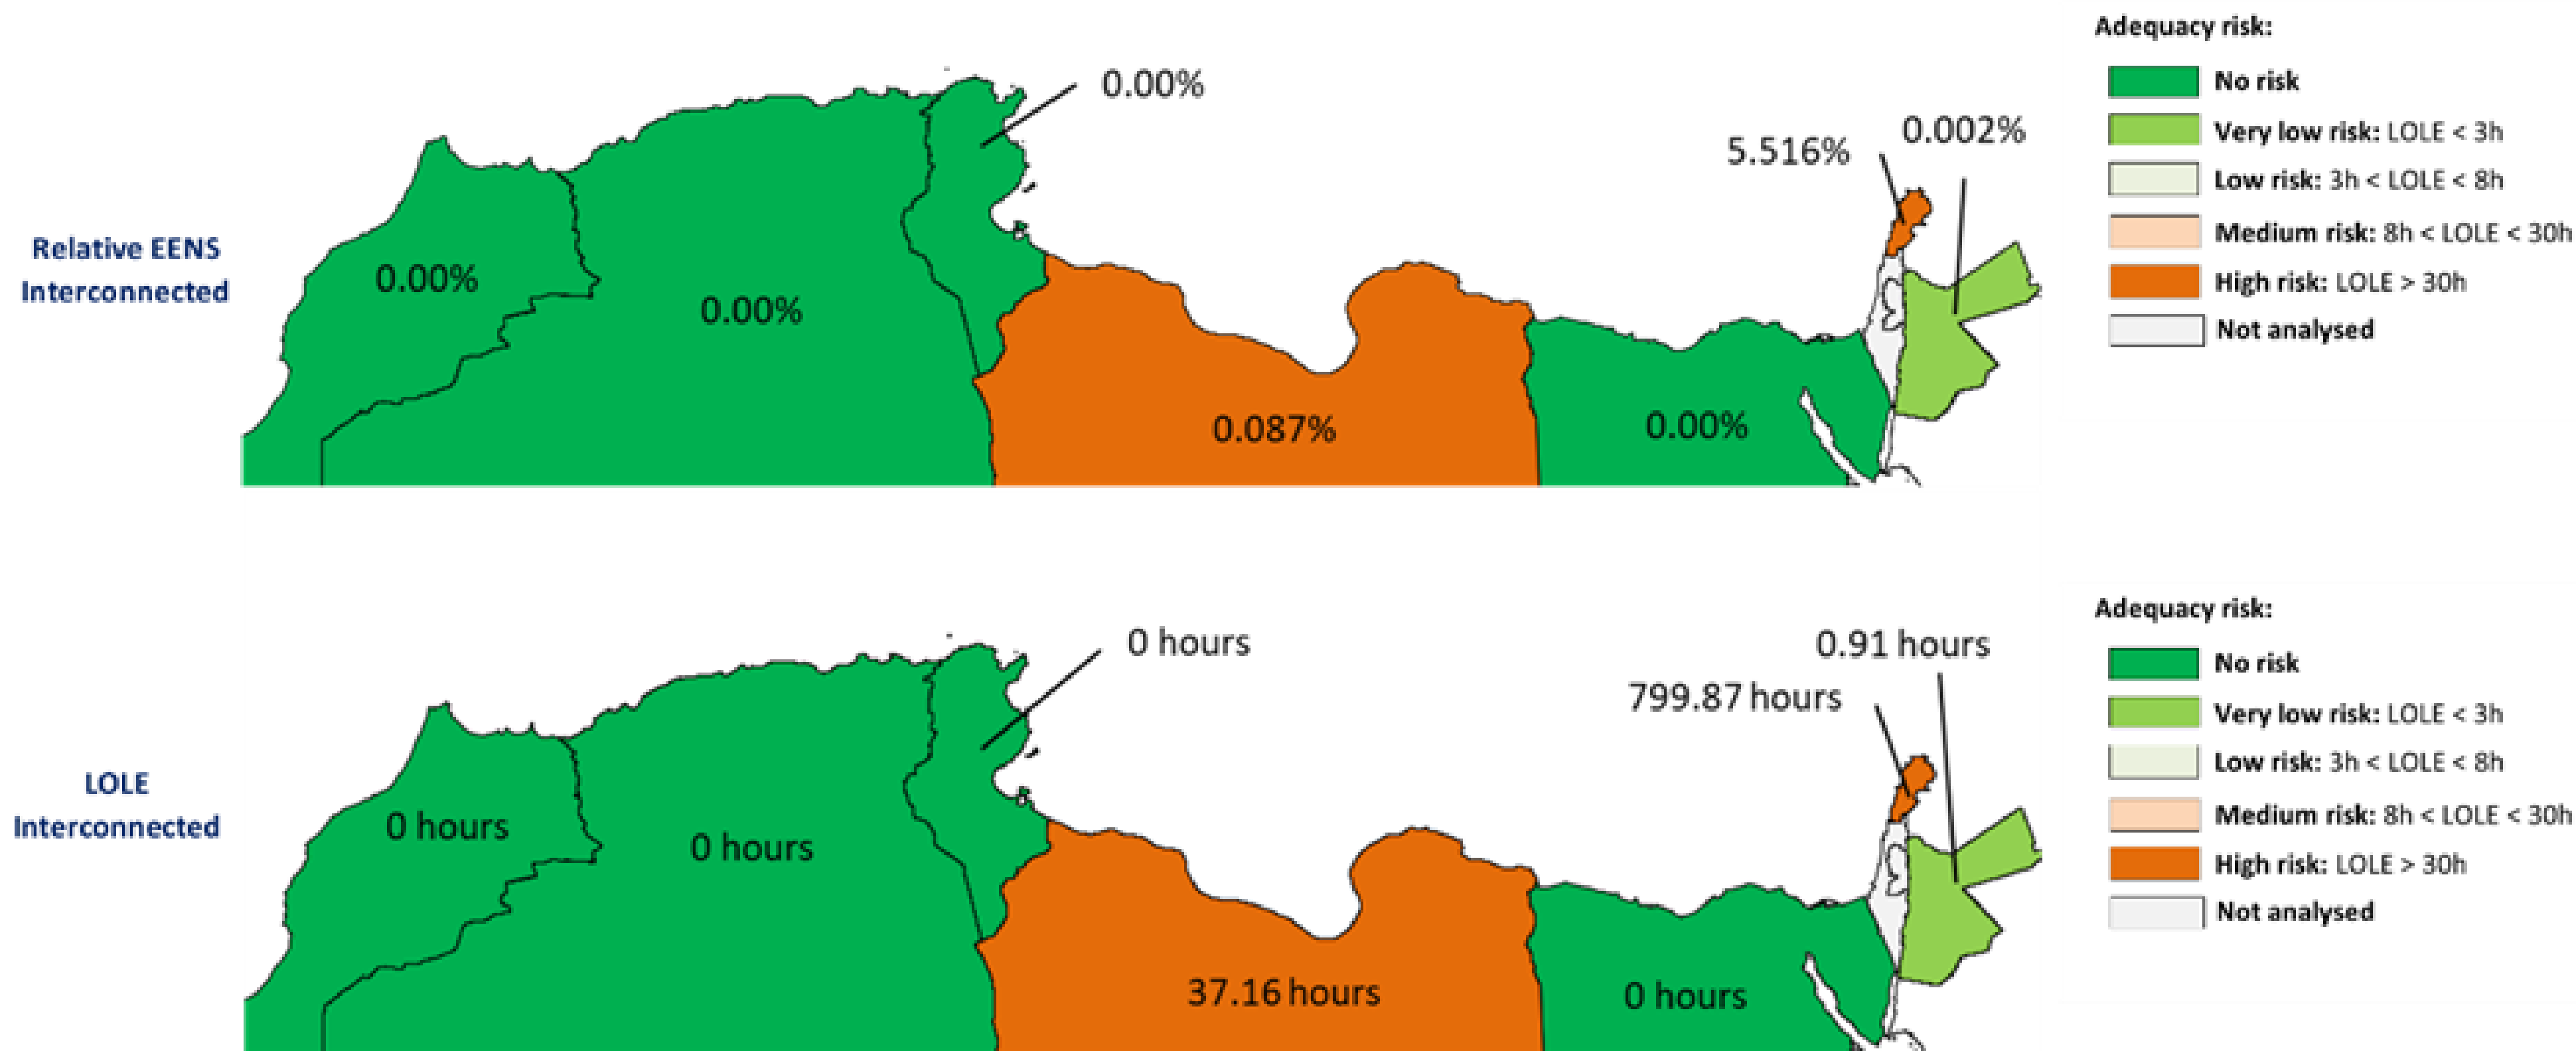 Adequacy risk:
No risk
Very low risk: LOLE < 3h
Low risk: 3h < LOLE < 8h
Medium risk: 8h < LOLE < 30h
High risk: LOLE > 30h
Not analysed
Relative EENS
Interconnected
0.00%
0.00%
0.00%
0.087%
0.00%
5.516%
0.002%
Adequacy risk:
No risk
Very low risk: LOLE < 3h
Low risk: 3h < LOLE < 8h
Medium risk: 8h < LOLE < 30h
High risk: LOLE > 30h
Not analysed
LOLE
Interconnected
0 hours
0 hours
0 hours
37.16 hours
0 hours
799.87 hours
0.91 hours